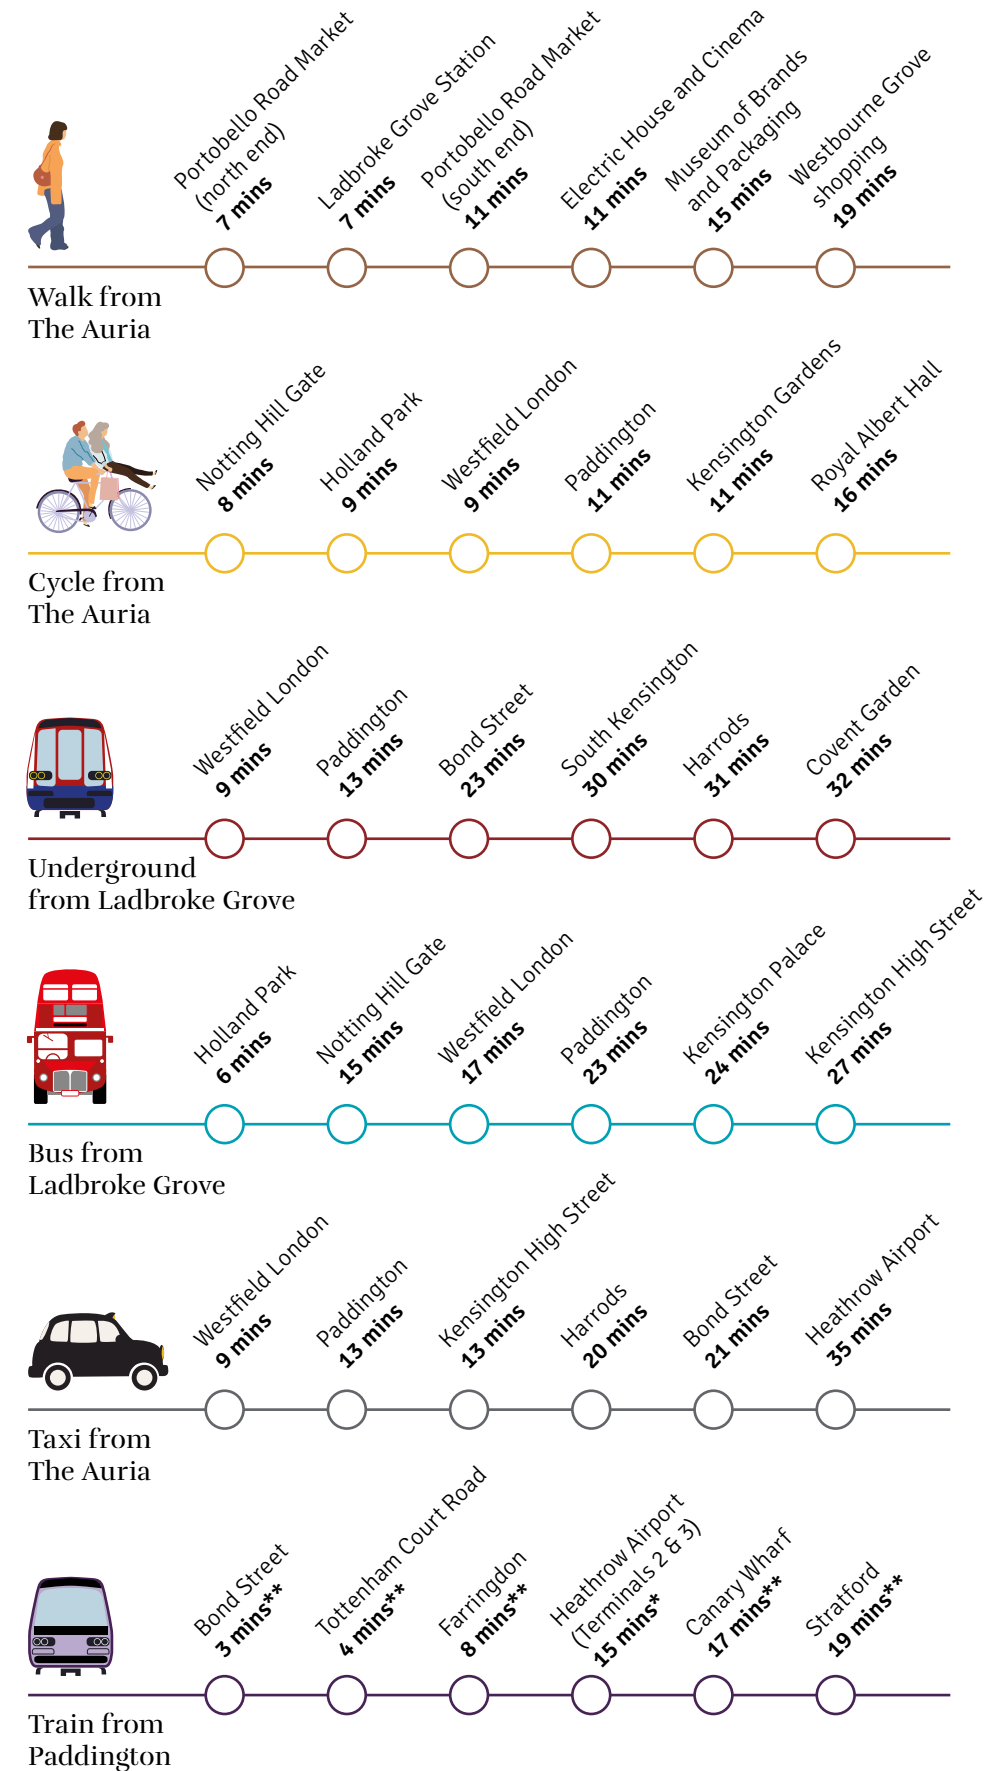 Portobello Road Market
(north end)
7 mins
Ladbroke Grove Station
7 mins
Portobello Road Market
(south end)
11 mins
Electric House and Cinema
11 mins
Museum of Brands
and Packaging
15 mins
Westbourne Grove
shopping
19 mins
Walk from
The Auria
Notting Hill Gate
8 mins
Holland Park
9 mins
Westfield London
9 mins
Paddington
11 mins
Kensington Gardens
11 mins
Royal Albert Hall
16 mins
Cycle from
The Auria
Westfield London
9 mins
Paddington
13 mins
Bond Street
23 mins
South Kensington
30 mins
Harrods
31 mins
Covent Garden
32 mins
Underground
from Ladbroke Grove
Holland Park
6 mins
Notting Hill Gate
15 mins
Westfield London
17 mins
Paddington
23 mins
Kensington Palace
24 mins
Kensington High Street
27 mins
Bus from
Ladbroke Grove
Westfield London
9 mins
Paddington
13 mins
Kensington High Street
13 mins
Harrods
20 mins
Bond Street
21 mins
Heathrow Airport
35 mins
Taxi from
The Auria
Bond Street
3 mins**
Tottenham Court Road
4 mins**
Farringdon
8 mins**
Heathrow Airport
(Terminals 2 & 3)
15 mins*
Canary Wharf
17 mins**
Stratford
19 mins**
Train from
Paddington